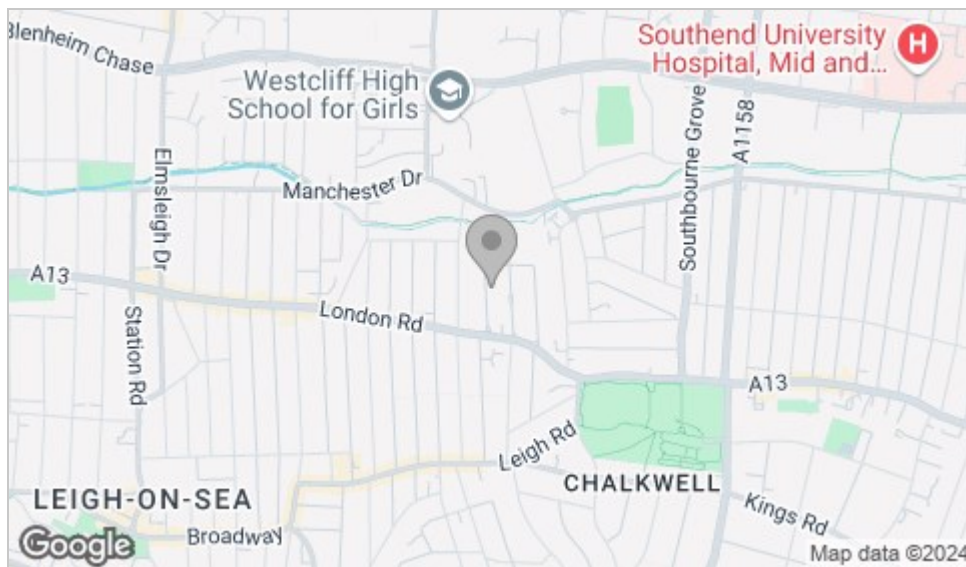 Blenheim Chase
Southend University
Hospital, Mid and...
H
Westcliff High
School for Girls
Southbourne Grove
A1158
Elmsleigh Dr
Manchester Dr
A13
London Rd
Station Rd
A13
Leigh Rd
CHALKWELL
Kings Rd
LEIGH-ON-SEA
Broadway
Google
Map data ©2024